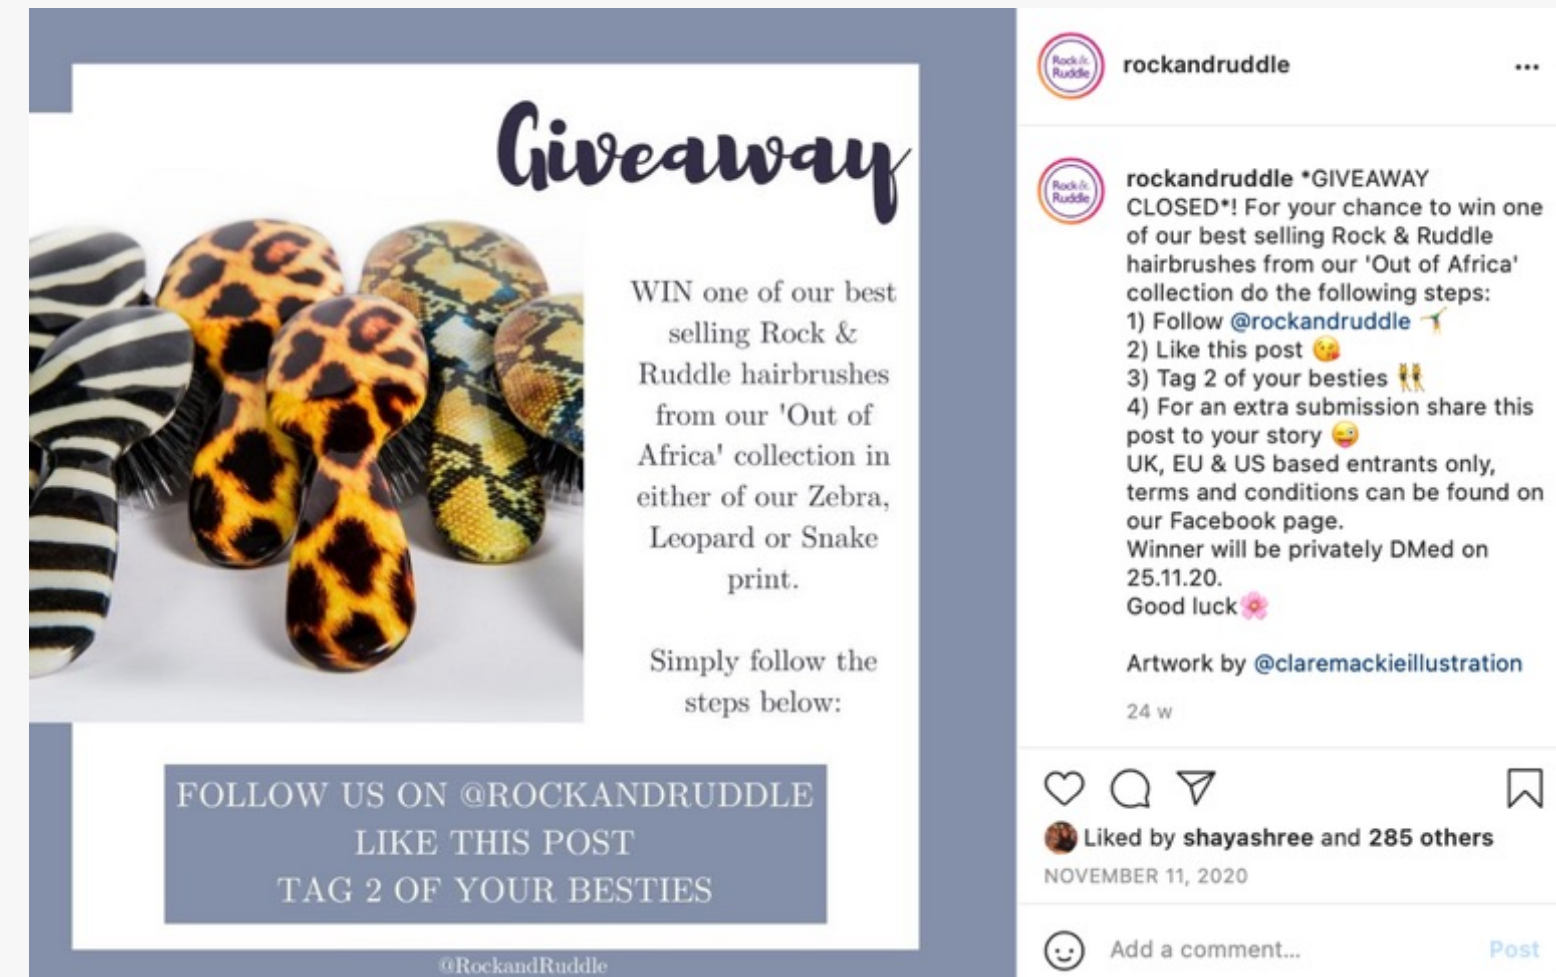 Giveaway
WIN one of our best
selling Rock &
Ruddle hairbrushes
from our 'Out of
Africa' collection in
either of our Zebra,
Leopard or Snake
print.
Simply follow the
steps below:
FOLLOW US ON @ROCKANDRUDDLE
LIKE THIS POST
TAG 2 OF YOUR BESTIES
@RockandRuddle
Rock &
Ruddle
rockandruddle
Rock &
Ruddle
rockandruddle *GIVEAWAY
CLOSED*! For your chance to win one
of our best selling Rock & Ruddle
hairbrushes from our 'Out of Africa'
collection do the following steps:
1) Follow @rockandruddle 🤸
2) Like this post 😘
3) Tag 2 of your besties 👯
4) For an extra submission share this
post to your story 😜
UK, EU & US based entrants only,
terms and conditions can be found on
our Facebook page.
Winner will be privately DMed on
25.11.20.
Good luck🌸
Artwork by @claremackieillustration
24 w
Liked by shayashree and 285 others
NOVEMBER 11, 2020
Add a comment...
Post